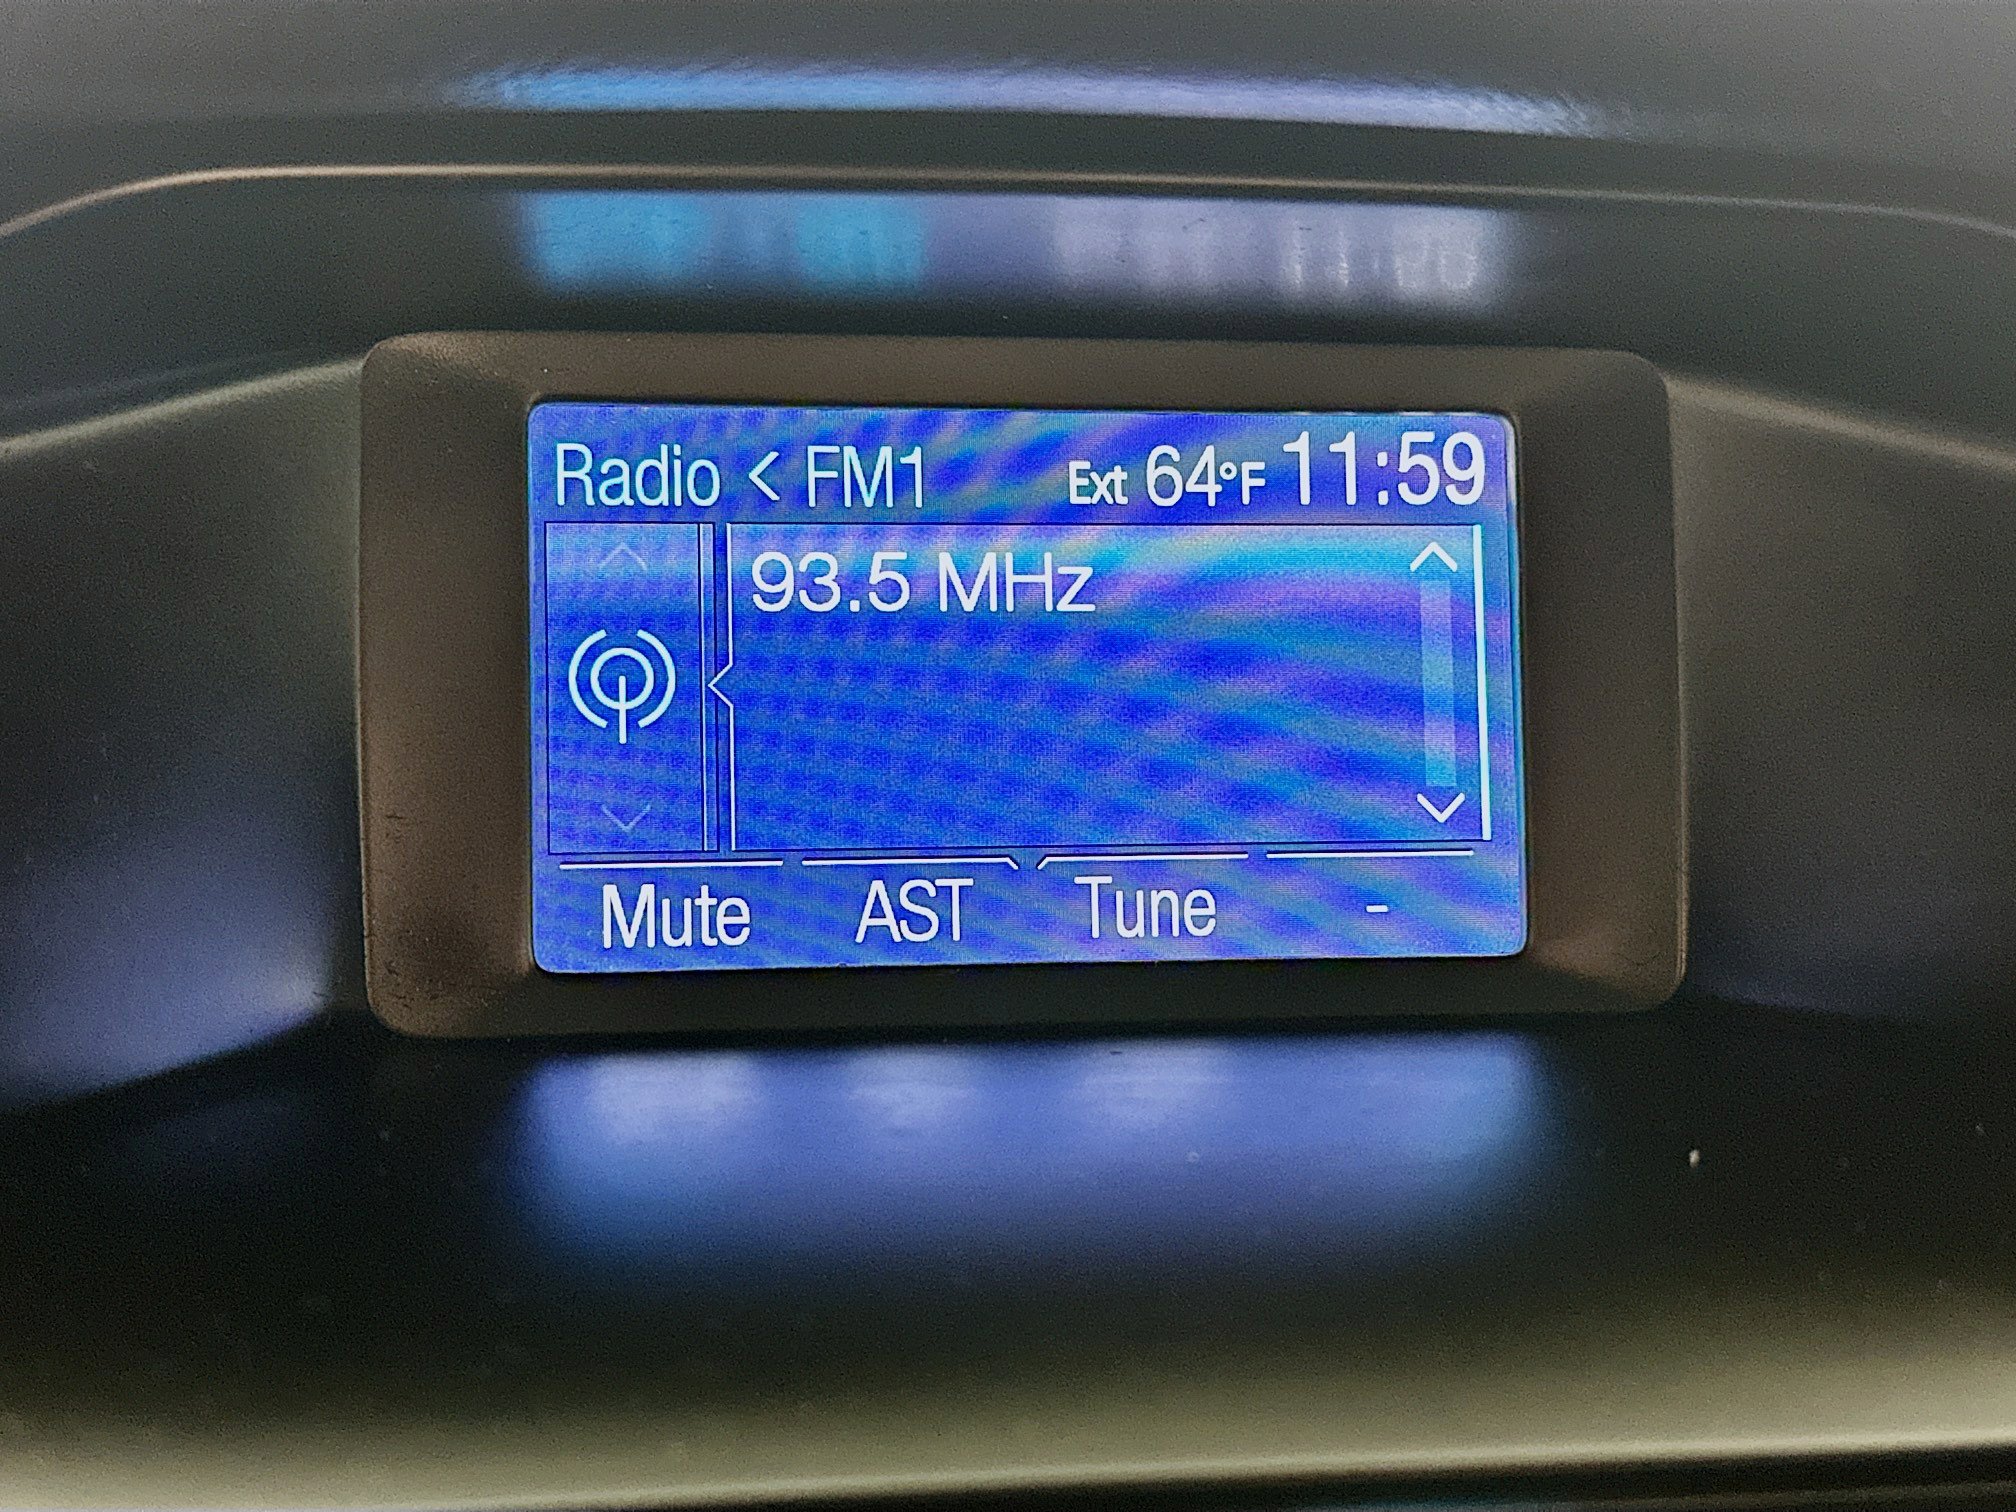 Radio < FM1 Ext 64°F 11:59
93.5 MHz
Mute AST Tune -